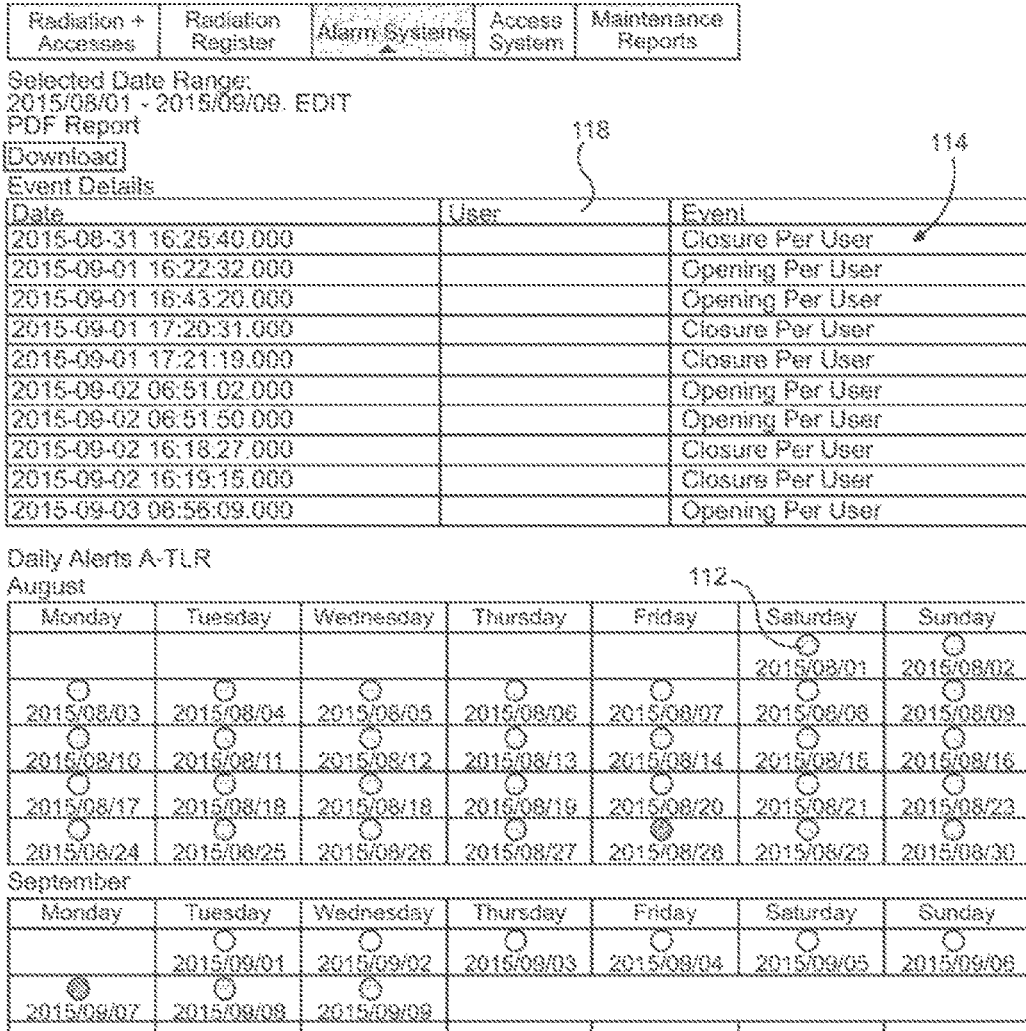 Radiation + Accesses Radiation Register Alarm Systems Access System Maintenance Reports
Selected Date Range:
2015/08/01 - 2015/09/09. EDIT
PDF Report
Download
118
114
Event Details
Date User Event
2015-08-31 16:25:40.000 Closure Per User
2015-09-01 16:22:32.000 Opening Per User
2015-09-01 16:43:20.000 Opening Per User
2015-09-01 17:20:31.000 Closure Per User
2015-09-01 17:21:19.000 Closure Per User
2015-09-02 06:51:02.000 Opening Per User
2015-09-02 06:51:50.000 Opening Per User
2015-09-02 16:18:27.000 Closure Per User
2015-09-02 16:19:15.000 Closure Per User
2015-09-03 06:56:09.000 Opening Per User
Daily Alerts A-TLR
112
August
Monday Tuesday Wednesday Thursday Friday Saturday Sunday
2015/08/01 2015/08/02
2015/08/03 2015/08/04 2015/08/05 2015/08/06 2015/08/07 2015/08/08 2015/08/09
2015/08/10 2015/08/11 2015/08/12 2015/08/13 2015/08/14 2015/08/15 2015/08/16
2015/08/17 2015/08/18 2015/08/18 2015/08/19 2015/08/20 2015/08/21 2015/08/23
2015/08/24 2015/08/25 2015/08/26 2015/08/27 2015/08/28 2015/08/29 2015/08/30
September
Monday Tuesday Wednesday Thursday Friday Saturday Sunday
2015/09/01 2015/09/02 2015/09/03 2015/09/04 2015/09/05 2015/09/06
2015/09/07 2015/09/08 2015/09/09